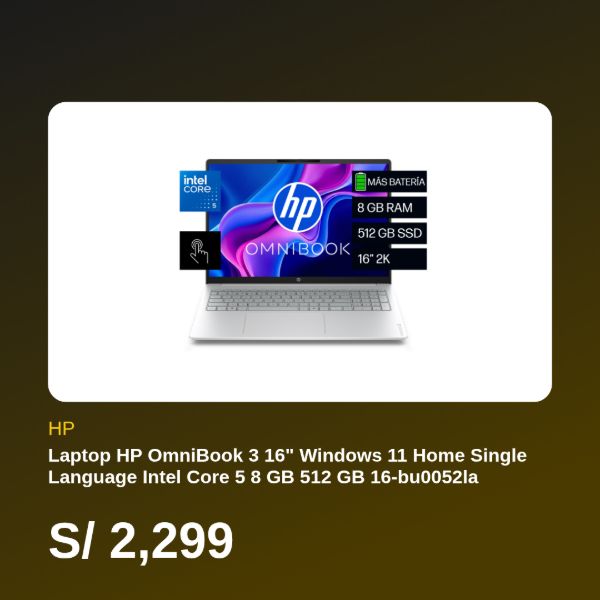 intel
CORE
5
hp
OMNIBOOK
MÁS BATERÍA
8 GB RAM
512 GB SSD
16" 2K
HP
Laptop HP OmniBook 3 16" Windows 11 Home Single
Language Intel Core 5 8 GB 512 GB 16-bu0052la
S/ 2,299